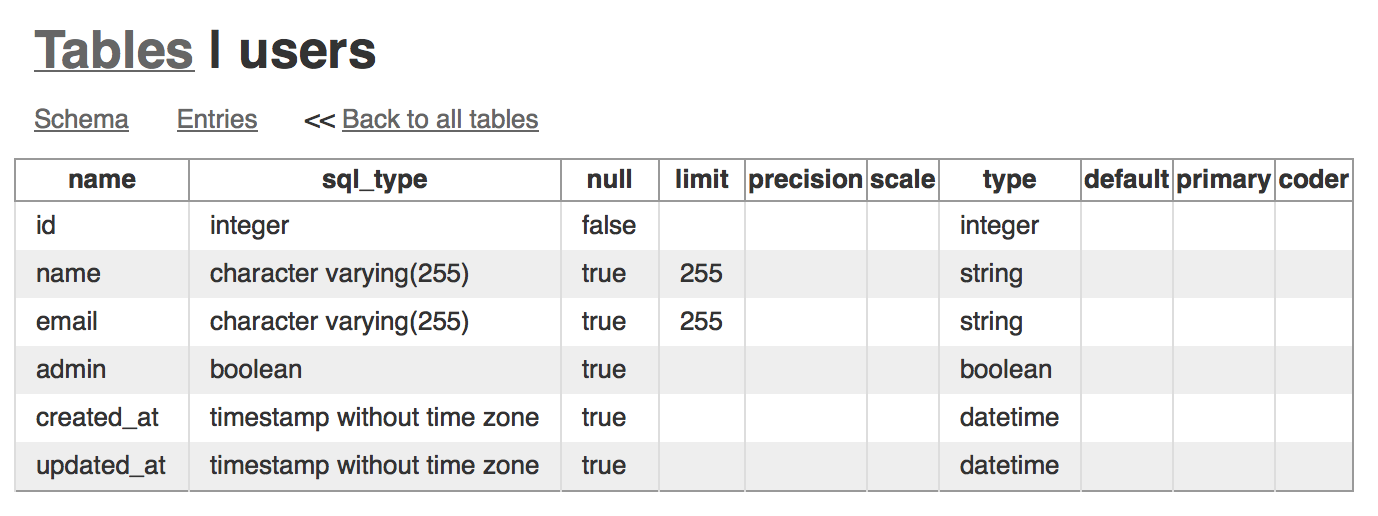 Tables | users
Schema Entries << Back to all tables
name sql_type null limit precision scale type default primary coder
id integer false integer
name character varying(255) true 255 string
email character varying(255) true 255 string
admin boolean true boolean
created_at timestamp without time zone true datetime
updated_at timestamp without time zone true datetime